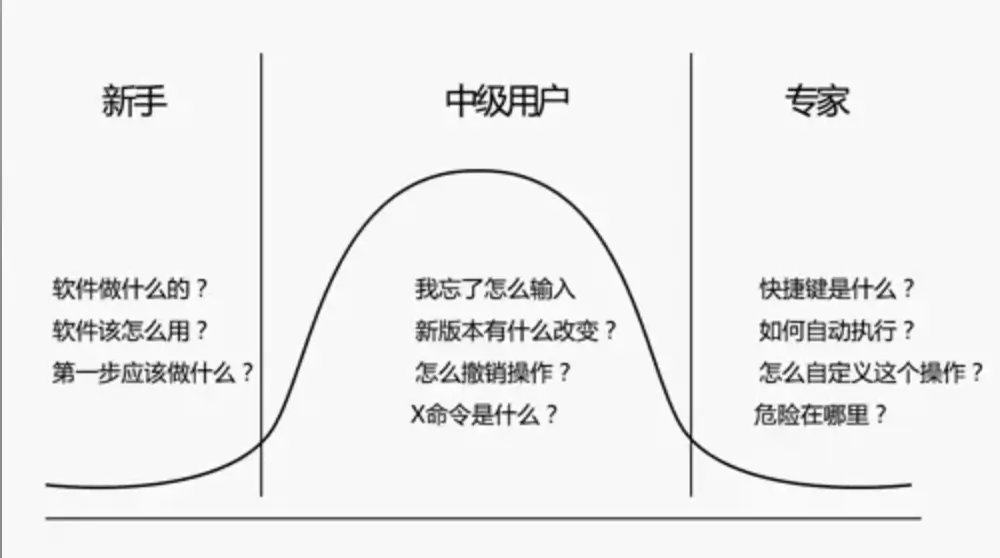 新手
中级用户
专家
软件做什么的？
软件该怎么用？
第一步应该做什么？
我忘了怎么输入
新版本有什么改变？
怎么撤销操作？
X命令是什么？
快捷键是什么？
如何自动执行？
怎么自定义这个操作？
危险在哪里？